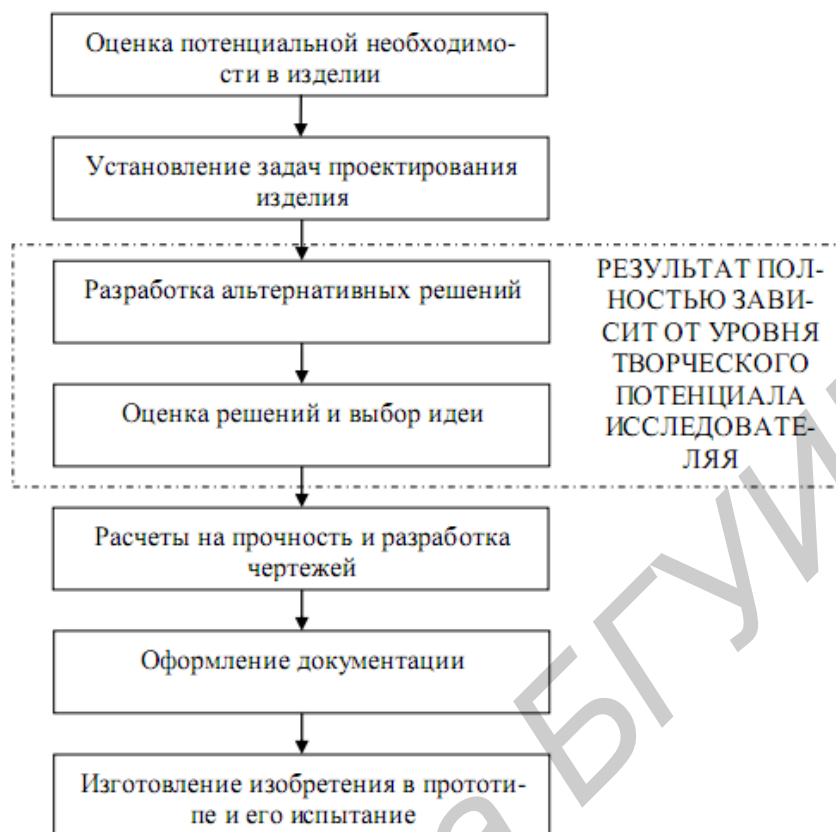 Оценка потенциальной необходимо-
сти в изделии
Установление задач проектирования
изделия
Разработка альтернативных решений
РЕЗУЛЬТАТ ПОЛ-
НОСТЬЮ ЗАВИ-
СИТ ОТ УРОВНЯ
ТВОРЧЕСКОГО
ПОТЕНЦИАЛА
ИССЛЕДОВАТЕ-
ЛЯЯ
Оценка решений и выбор идеи
Расчеты на прочность и разработка
чертежей
Оформление документации
Изготовление изобретения в прототи-
пе и его испытание